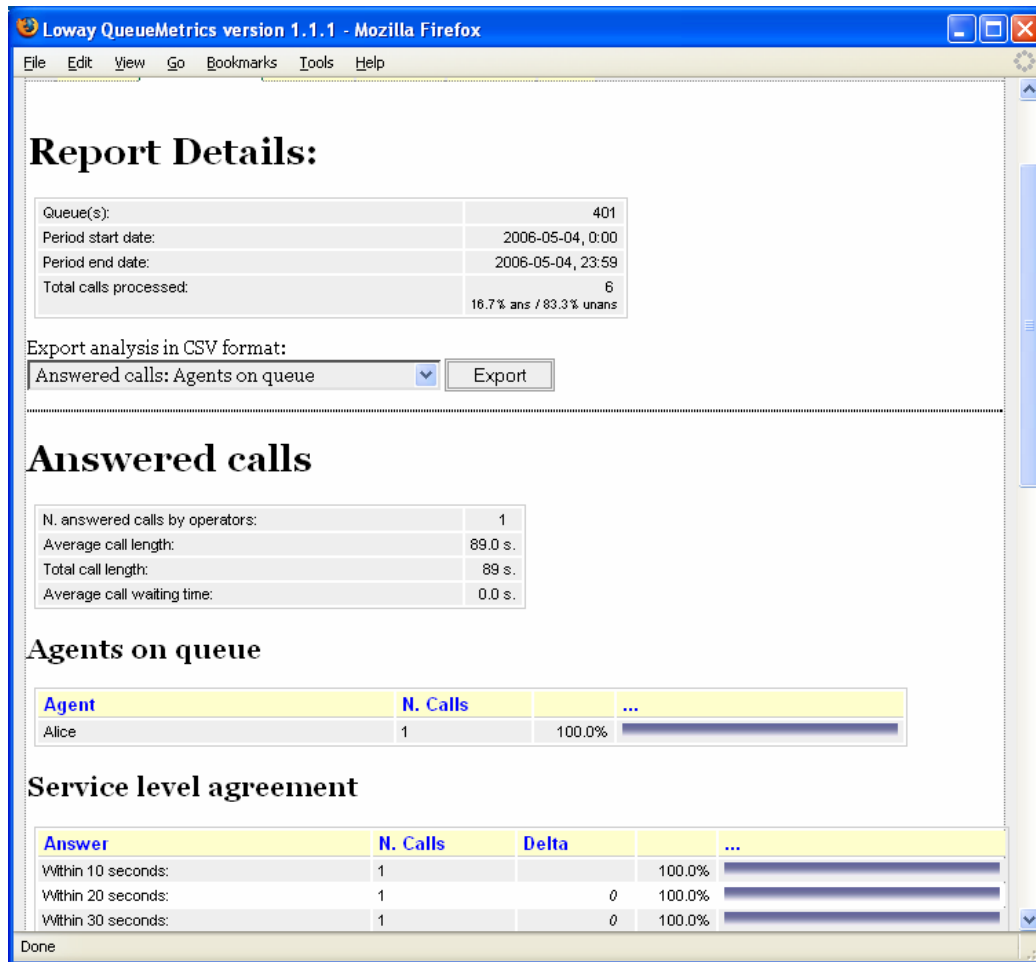 Loway QueueMetrics version 1.1.1 - Mozilla Firefox
File Edit View Go Bookmarks Tools Help
Report Details:
Queue(s): 401
Period start date: 2006-05-04, 0:00
Period end date: 2006-05-04, 23:59
Total calls processed: 6
16.7% ans / 83.3% unans
Export analysis in CSV format:
Answered calls: Agents on queue Export
Answered calls
N. answered calls by operators: 1
Average call length: 89.0 s.
Total call length: 89 s.
Average call waiting time: 0.0 s.
Agents on queue
Agent N. Calls ...
Alice 1 100.0%
Service level agreement
Answer N. Calls Delta ...
Within 10 seconds: 1 100.0%
Within 20 seconds: 1 0 100.0%
Within 30 seconds: 1 0 100.0%
Done